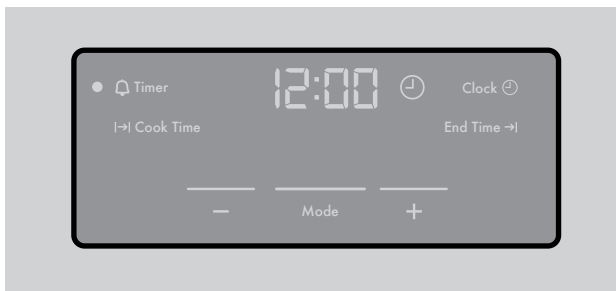 Timer 12:00 Clock
Cook Time End Time
− Mode +